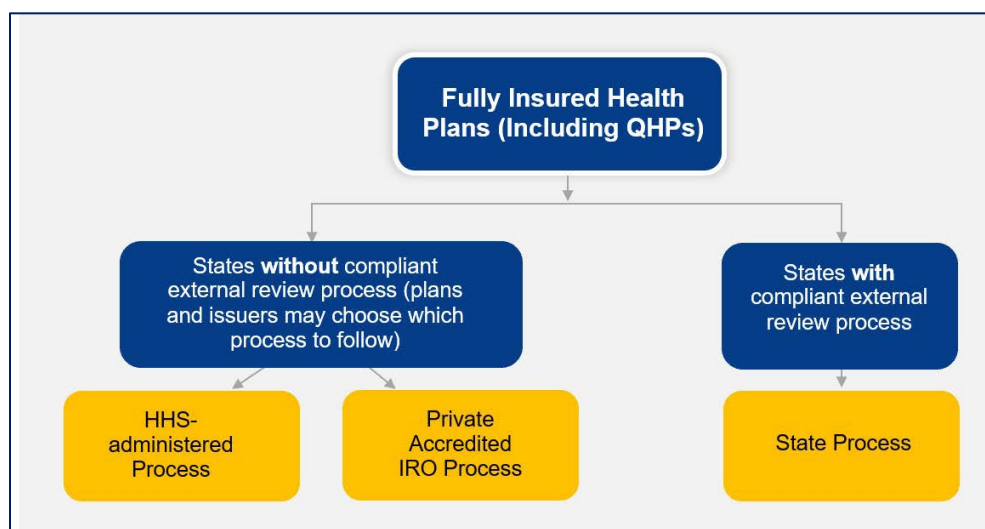 Fully Insured Health
Plans (Including QHPs)
States without compliant
external review process (plans
and issuers may choose which
process to follow)
States with
compliant external
review process
HHS-
administered
Process
Private
Accredited
IRO Process
State Process